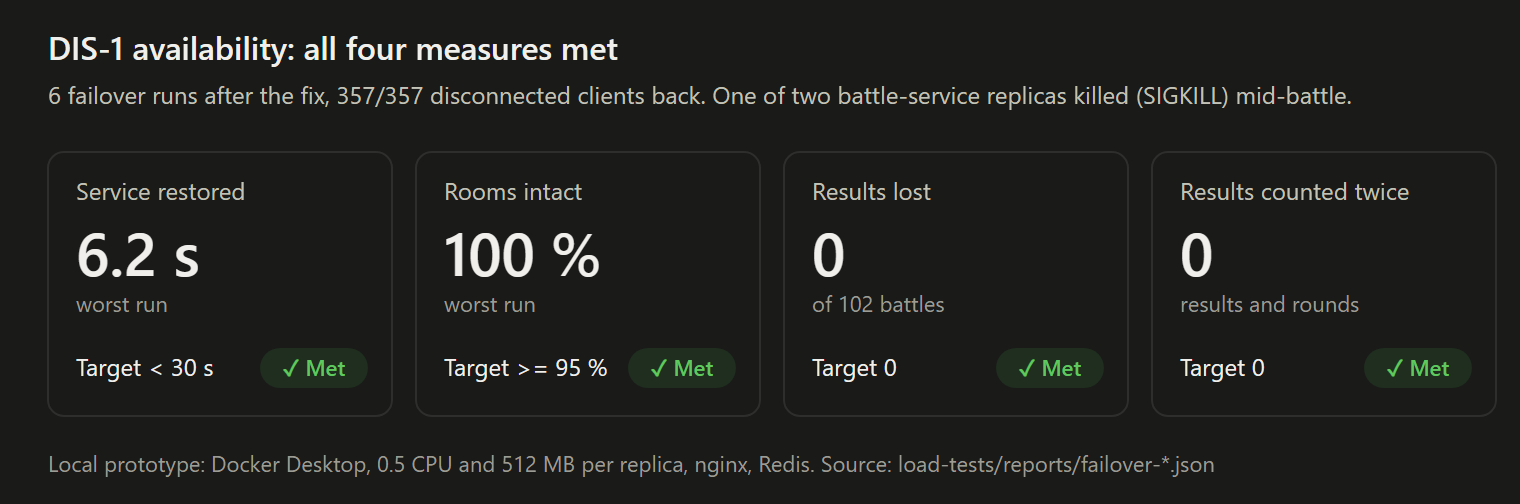 DIS-1 availability: all four measures met
6 failover runs after the fix, 357/357 disconnected clients back. One of two battle-service replicas killed (SIGKILL) mid-battle.
Service restored
6.2 s
worst run
Target < 30 s
✓ Met
Rooms intact
100 %
worst run
Target >= 95 %
✓ Met
Results lost
0
of 102 battles
Target 0
✓ Met
Results counted twice
0
results and rounds
Target 0
✓ Met
Local prototype: Docker Desktop, 0.5 CPU and 512 MB per replica, nginx, Redis. Source: load-tests/reports/failover-*.json